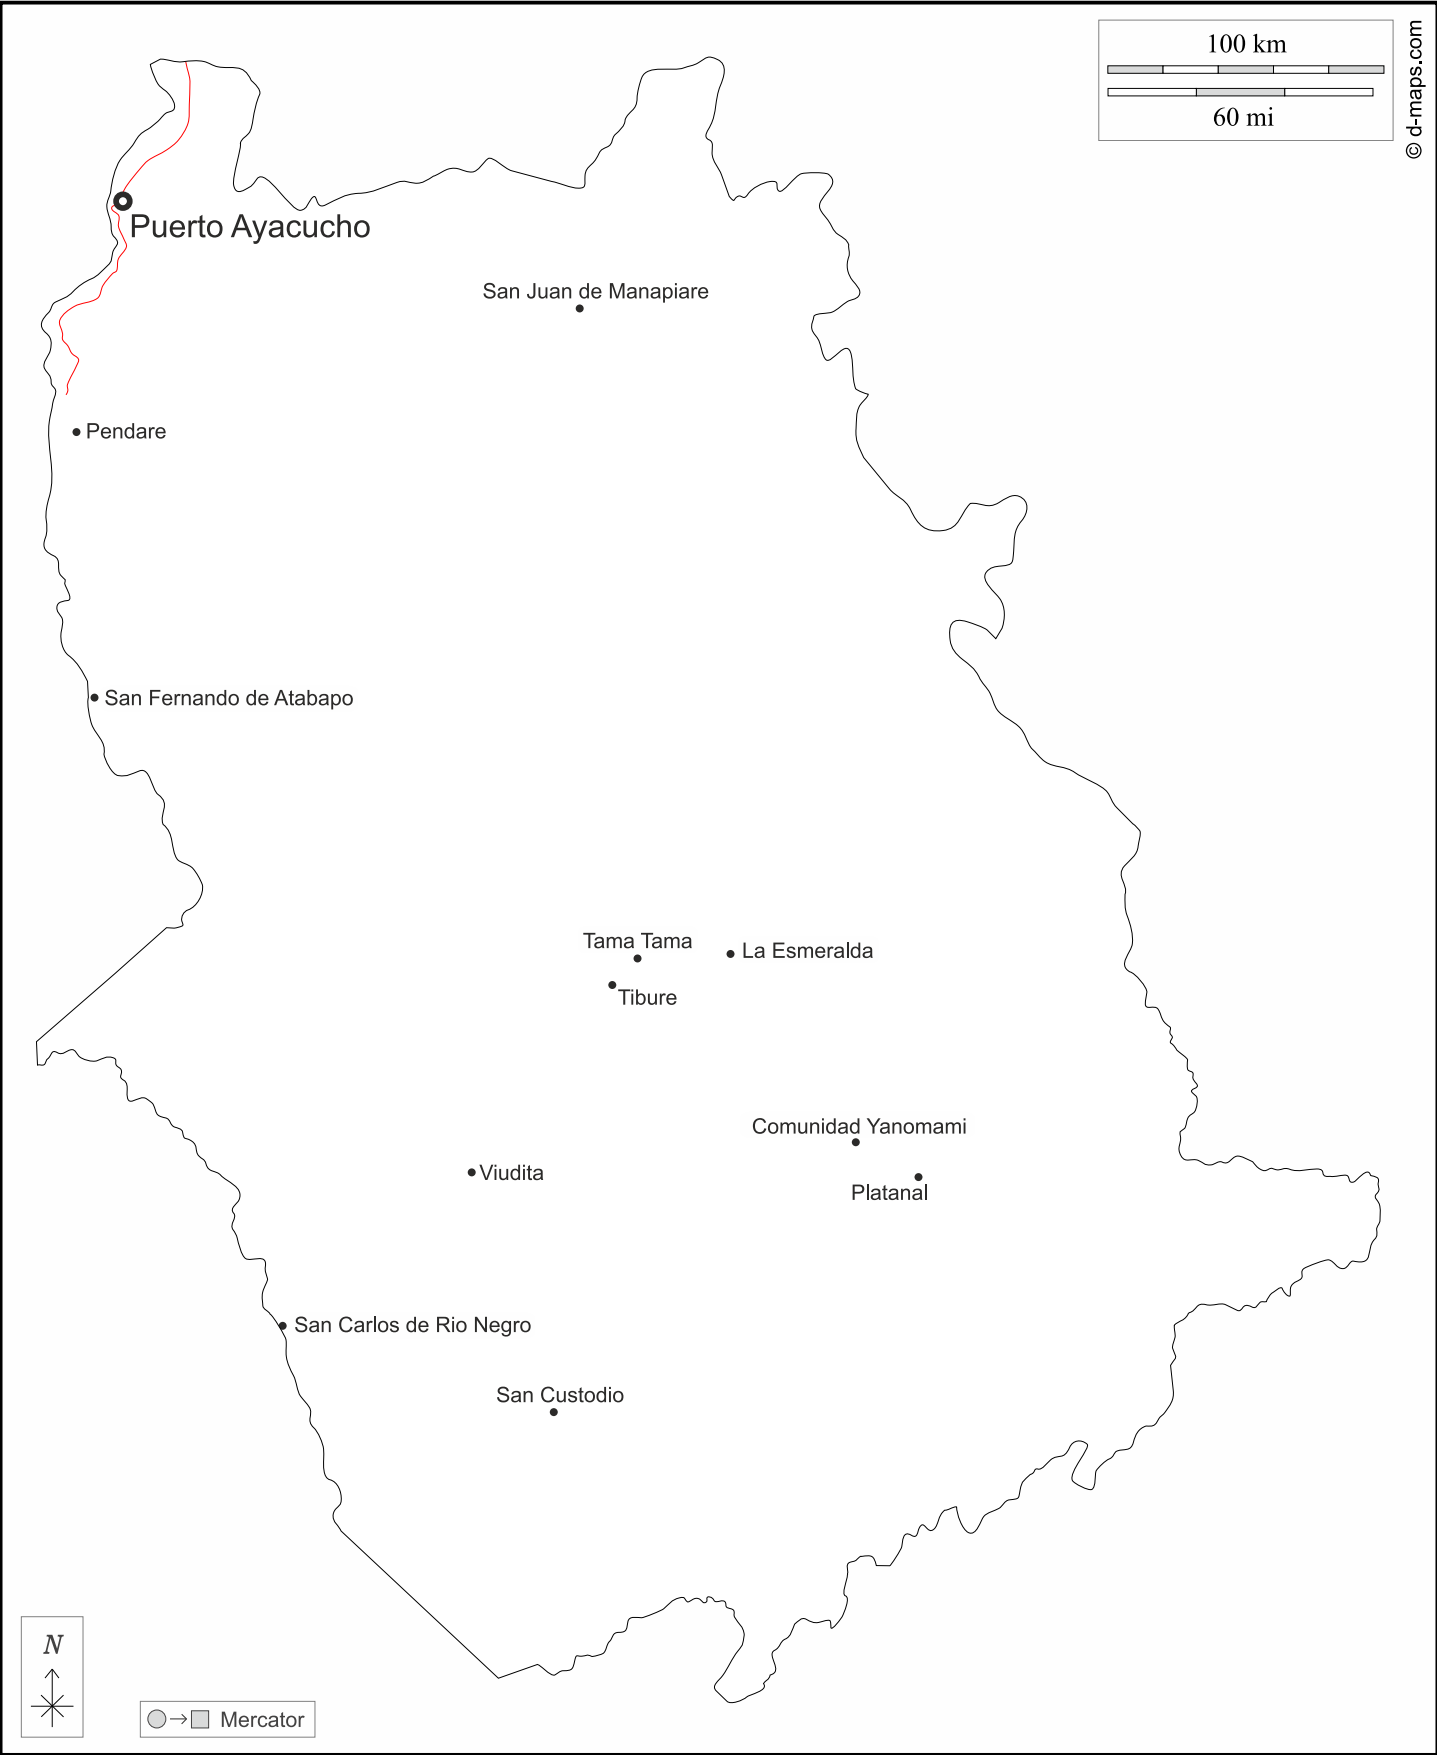 100 km
60 mi
© d-maps.com
Puerto Ayacucho
San Juan de Manapiare
Pendare
San Fernando de Atabapo
Tama Tama
La Esmeralda
Tibure
Comunidad Yanomami
Viudita
Platanal
San Carlos de Rio Negro
San Custodio
N
Mercator